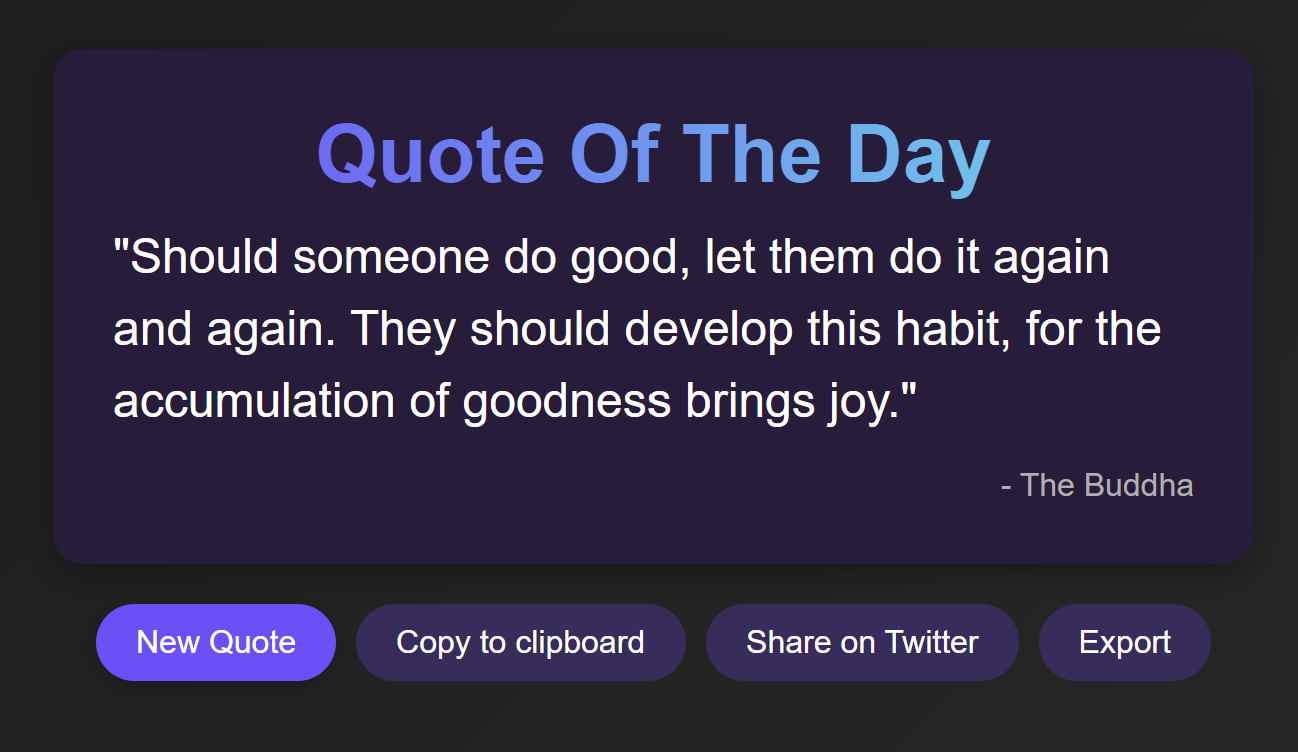 Quote Of The Day
"Should someone do good, let them do it again
and again. They should develop this habit, for the
accumulation of goodness brings joy."
- The Buddha
New Quote
Copy to clipboard
Share on Twitter
Export